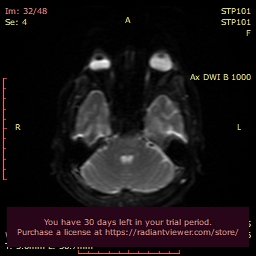 Im: 32/48
Se: 4
A
STP101
STP101
F
Ax DWI B 1000
R
L
You have 30 days left in your trial period.
Purchase a license at https://radiantviewer.com/store/